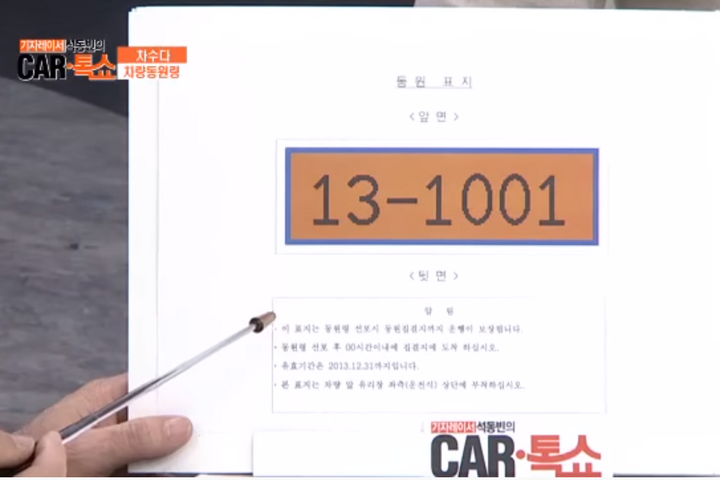 기자레이서 석동빈의
CAR·톡쇼
차수다
차량동원령
동원 표지
<앞면>
13-1001
<뒷면>
이 표지는 동원령 선포시 동원집결지까지 운행이 보장됩니다.
· 동원령 선포 후 00시간이내에 집결지에 도착 하십시오.
· 유효기간은 2013.12.31까지입니다.
· 본 표지는 차량 앞 유리창 좌측(운전석) 상단에 부착하십시오.
기자레이서 석동빈의
CAR·톡쇼